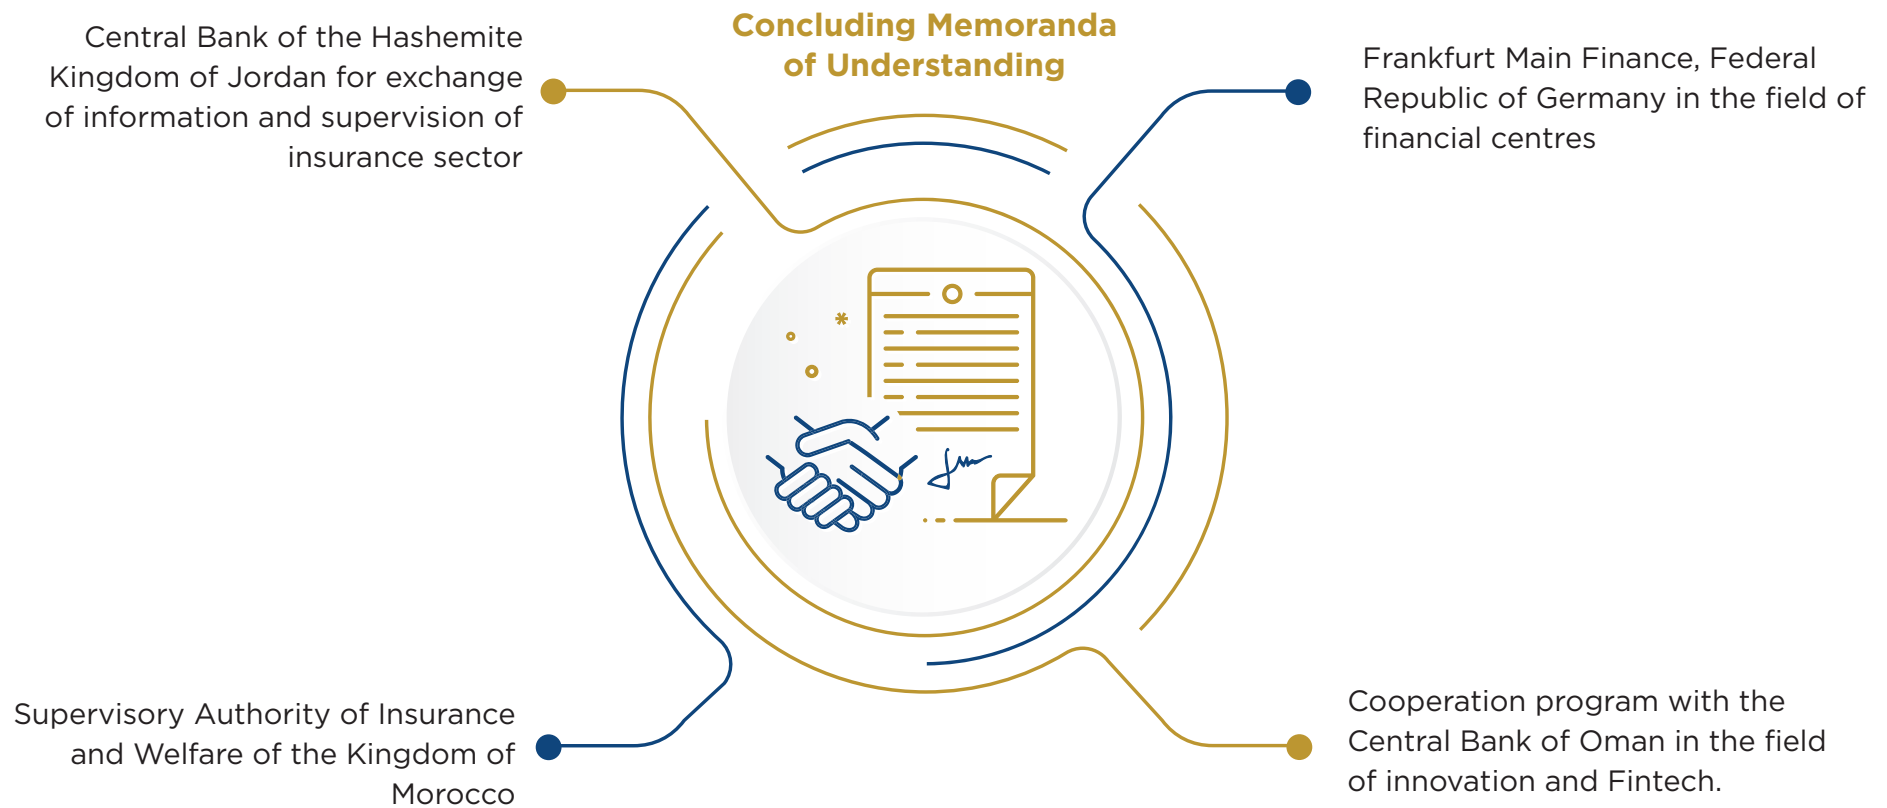 Concluding Memoranda
of Understanding
Central Bank of the Hashemite
Kingdom of Jordan for exchange
of information and supervision of
insurance sector
Frankfurt Main Finance, Federal
Republic of Germany in the field of
financial centres
Supervisory Authority of Insurance
and Welfare of the Kingdom of
Morocco
Cooperation program with the
Central Bank of Oman in the field
of innovation and Fintech.